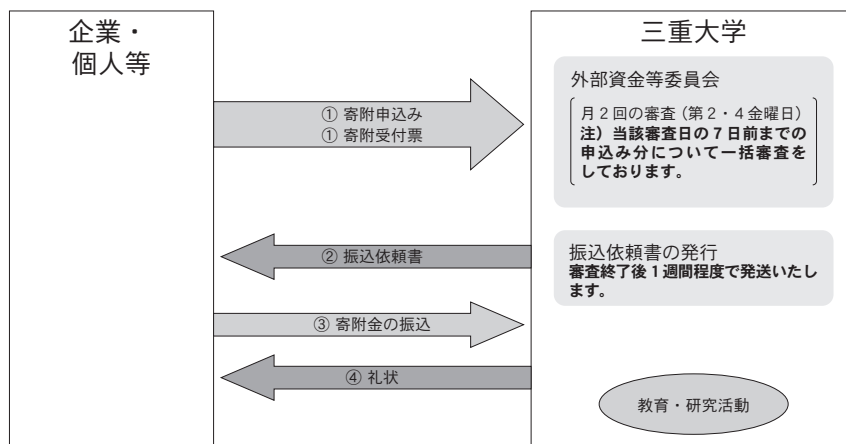 企業・
個人等
三重大学
外部資金等委員会
月2回の審査(第2・4金曜日)
注)当該審査日の7日前までの
申込み分について一括審査を
しております。
① 寄附申込み
① 寄附受付票
② 振込依頼書
振込依頼書の発行
審査終了後1週間程度で発送いたし
ます。
③ 寄附金の振込
④ 礼状
教育・研究活動